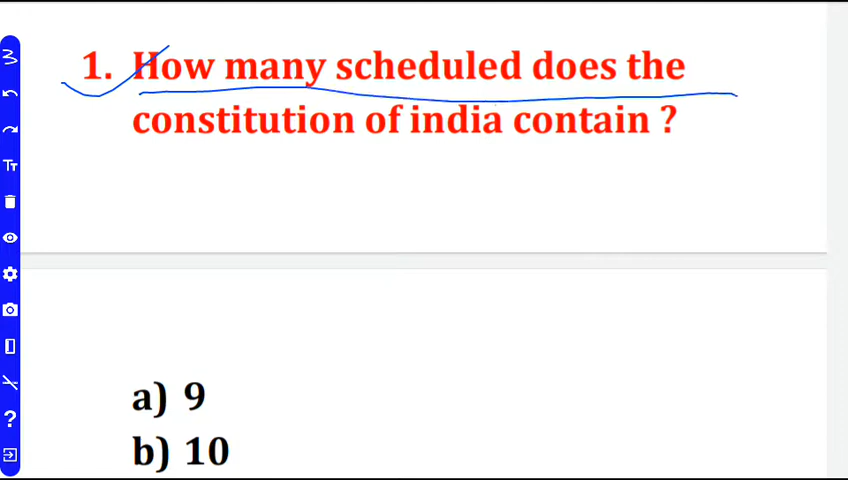 1. How many scheduled does the
constitution of india contain ?
a) 9
b) 10